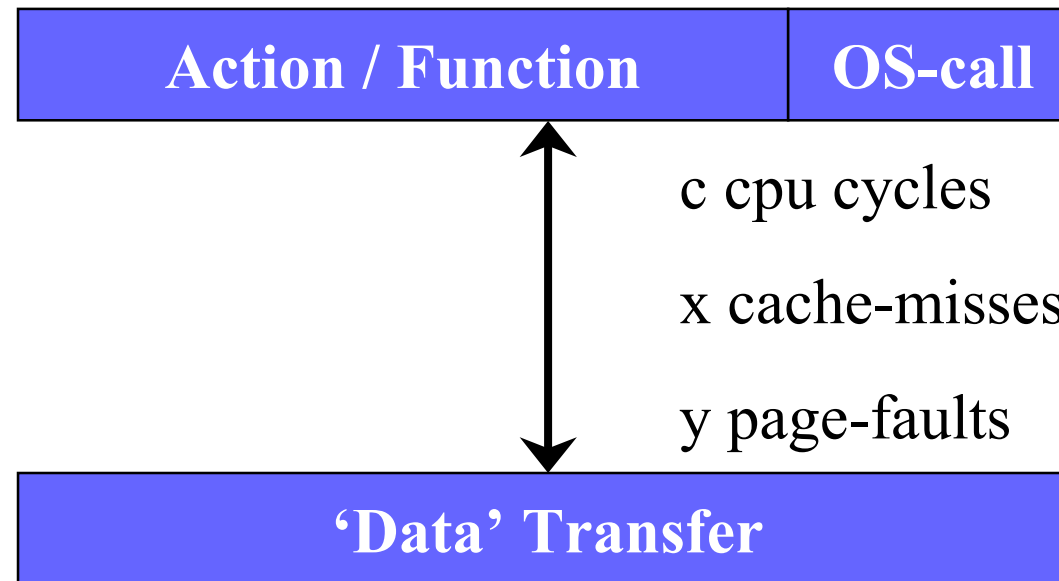 Action / Function OS-call
c cpu cycles
x cache-misses
y page-faults
‘Data’ Transfer